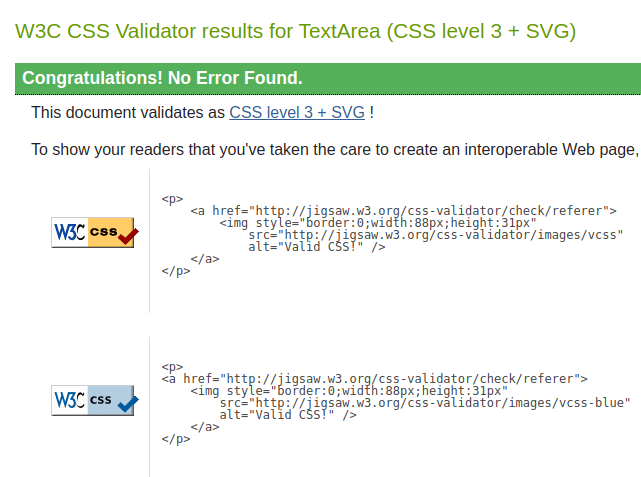 W3C CSS Validator results for TextArea (CSS level 3 + SVG)
Congratulations! No Error Found.
This document validates as CSS level 3 + SVG !
To show your readers that you've taken the care to create an interoperable Web page,
W3C css
<p>
    <a href="http://jigsaw.w3.org/css-validator/check/referer">
        <img style="border:0;width:88px;height:31px"
            src="http://jigsaw.w3.org/css-validator/images/vcss"
            alt="Valid CSS!" />
    </a>
</p>
W3C css
<p>
<a href="http://jigsaw.w3.org/css-validator/check/referer">
    <img style="border:0;width:88px;height:31px"
        src="http://jigsaw.w3.org/css-validator/images/vcss-blue"
        alt="Valid CSS!" />
    </a>
</p>